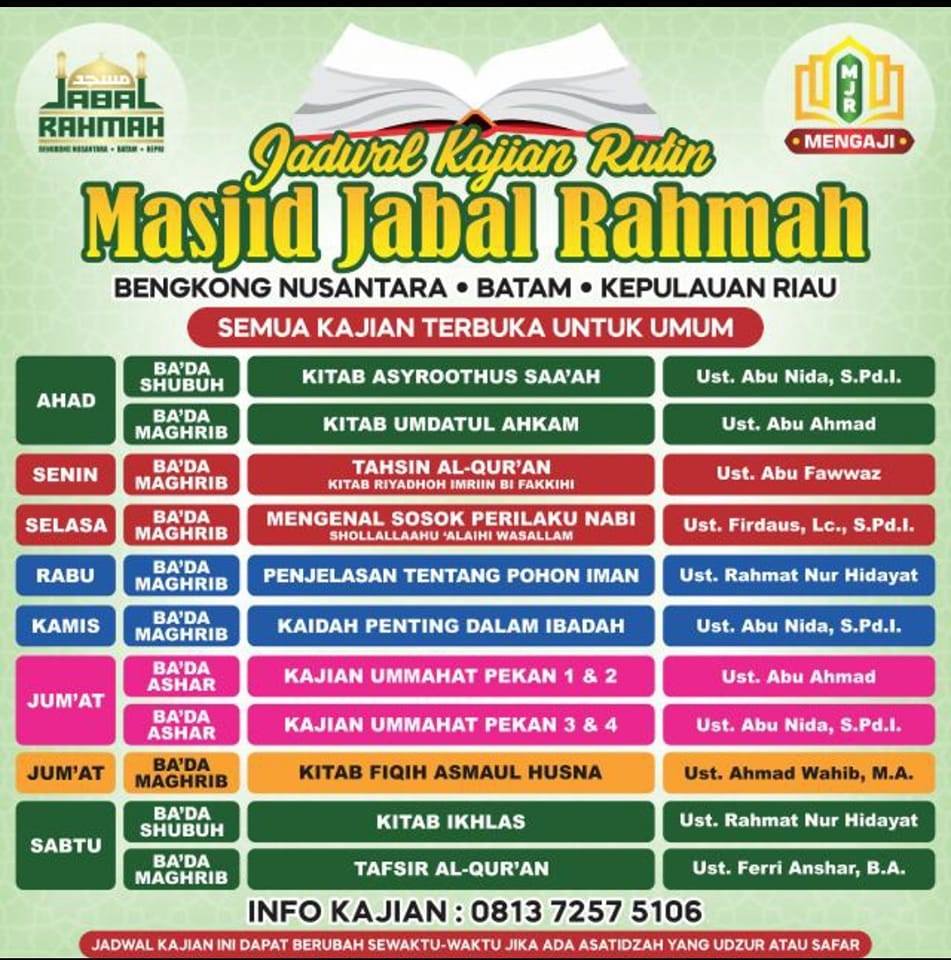 مسجد
JABAL
RAHMAH
BENGKONG NUSANTARA • BATAM • KEPRI
MJR
• MENGAJI •
Jadwal Kajian Rutin
Masjid Jabal Rahmah
BENGKONG NUSANTARA • BATAM • KEPULAUAN RIAU
SEMUA KAJIAN TERBUKA UNTUK UMUM
AHAD
BA'DA SHUBUH
KITAB ASYROOTHUS SAA'AH
Ust. Abu Nida, S.Pd.I.
BA'DA MAGHRIB
KITAB UMDATUL AHKAM
Ust. Abu Ahmad
SENIN
BA'DA MAGHRIB
TAHSIN AL-QUR'AN
KITAB RIYADHOH IMRIIN BI FAKKIHI
Ust. Abu Fawwaz
SELASA
BA'DA MAGHRIB
MENGENAL SOSOK PERILAKU NABI
SHOLLALLAAHU 'ALAIHI WASALLAM
Ust. Firdaus, Lc., S.Pd.I.
RABU
BA'DA MAGHRIB
PENJELASAN TENTANG POHON IMAN
Ust. Rahmat Nur Hidayat
KAMIS
BA'DA MAGHRIB
KAIDAH PENTING DALAM IBADAH
Ust. Abu Nida, S.Pd.I.
JUM'AT
BA'DA ASHAR
KAJIAN UMMAHAT PEKAN 1 & 2
Ust. Abu Ahmad
BA'DA ASHAR
KAJIAN UMMAHAT PEKAN 3 & 4
Ust. Abu Nida, S.Pd.I.
JUM'AT
BA'DA MAGHRIB
KITAB FIQIH ASMAUL HUSNA
Ust. Ahmad Wahib, M.A.
SABTU
BA'DA SHUBUH
KITAB IKHLAS
Ust. Rahmat Nur Hidayat
BA'DA MAGHRIB
TAFSIR AL-QUR'AN
Ust. Ferri Anshar, B.A.
INFO KAJIAN : 0813 7257 5106
JADWAL KAJIAN INI DAPAT BERUBAH SEWAKTU-WAKTU JIKA ADA ASATIDZAH YANG UDZUR ATAU SAFAR